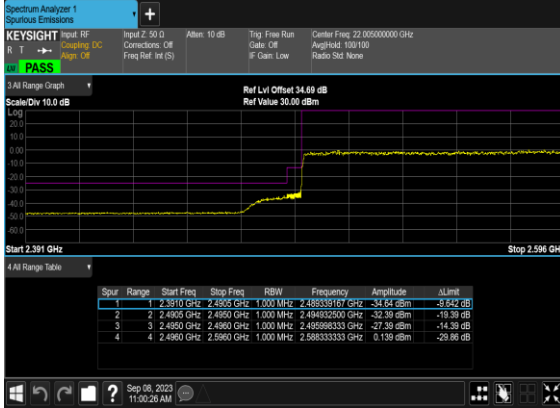 Spectrum Analyzer 1
Spurious Emissions
+
KEYSIGHT Input: RF Input Z: 50 Ω Atten: 10 dB Trig: Free Run Center Freq: 22.005000000 GHz
R T Coupling: DC Corrections: Off Gate: Off Avg|Hold: 100/100
Align: Off Freq Ref: Int (S) IF Gain: Low Radio Std: None
PASS
3 All Range Graph
Ref Lvl Offset 34.69 dB
Scale/Div 10.0 dB Ref Value 30.00 dBm
Log
20.0
10.0
0.00
-10.0
-20.0
-30.0
-40.0
-50.0
-60.0
Start 2.391 GHz Stop 2.596 GH
4 All Range Table
Spur Range Start Freq Stop Freq RBW Frequency Amplitude ΔLimit
1 1 2.3910 GHz 2.4905 GHz 1.000 MHz 2.489339167 GHz -34.64 dBm -9.642 dB
2 2 2.4905 GHz 2.4950 GHz 1.000 MHz 2.494932500 GHz -32.39 dBm -19.39 dB
3 3 2.4950 GHz 2.4960 GHz 1.000 MHz 2.495998333 GHz -27.39 dBm -14.39 dB
4 4 2.4960 GHz 2.5960 GHz 1.000 MHz 2.588333333 GHz 0.139 dBm -29.86 dB
? Sep 08, 2023
11:00:26 AM